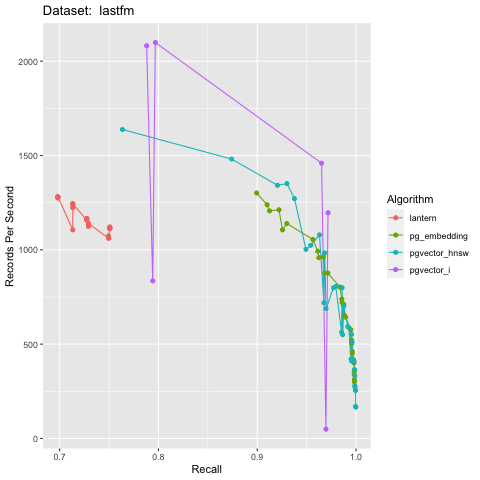 Dataset:  lastfm
Records Per Second
2000
1500
1000
500
0
0.7
0.8
0.9
1.0
Recall
Algorithm
lantern
pg_embedding
pgvector_hnsw
pgvector_i